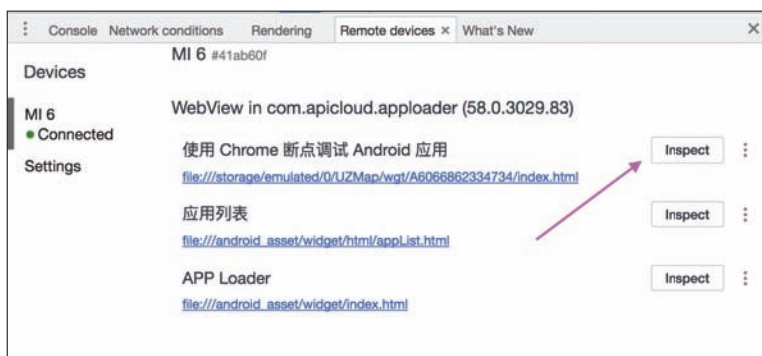 Console Network conditions Rendering Remote devices × What's New ×
Devices
MI 6 #41ab60f
MI 6
Connected
Settings
WebView in com.apicloud.apploader (58.0.3029.83)
使用 Chrome 断点调试 Android 应用
file:///storage/emulated/0/UZMap/wgt/A6066862334734/index.html
Inspect
应用列表
file:///android_asset/widget/html/appList.html
Inspect
APP Loader
file:///android_asset/widget/index.html
Inspect